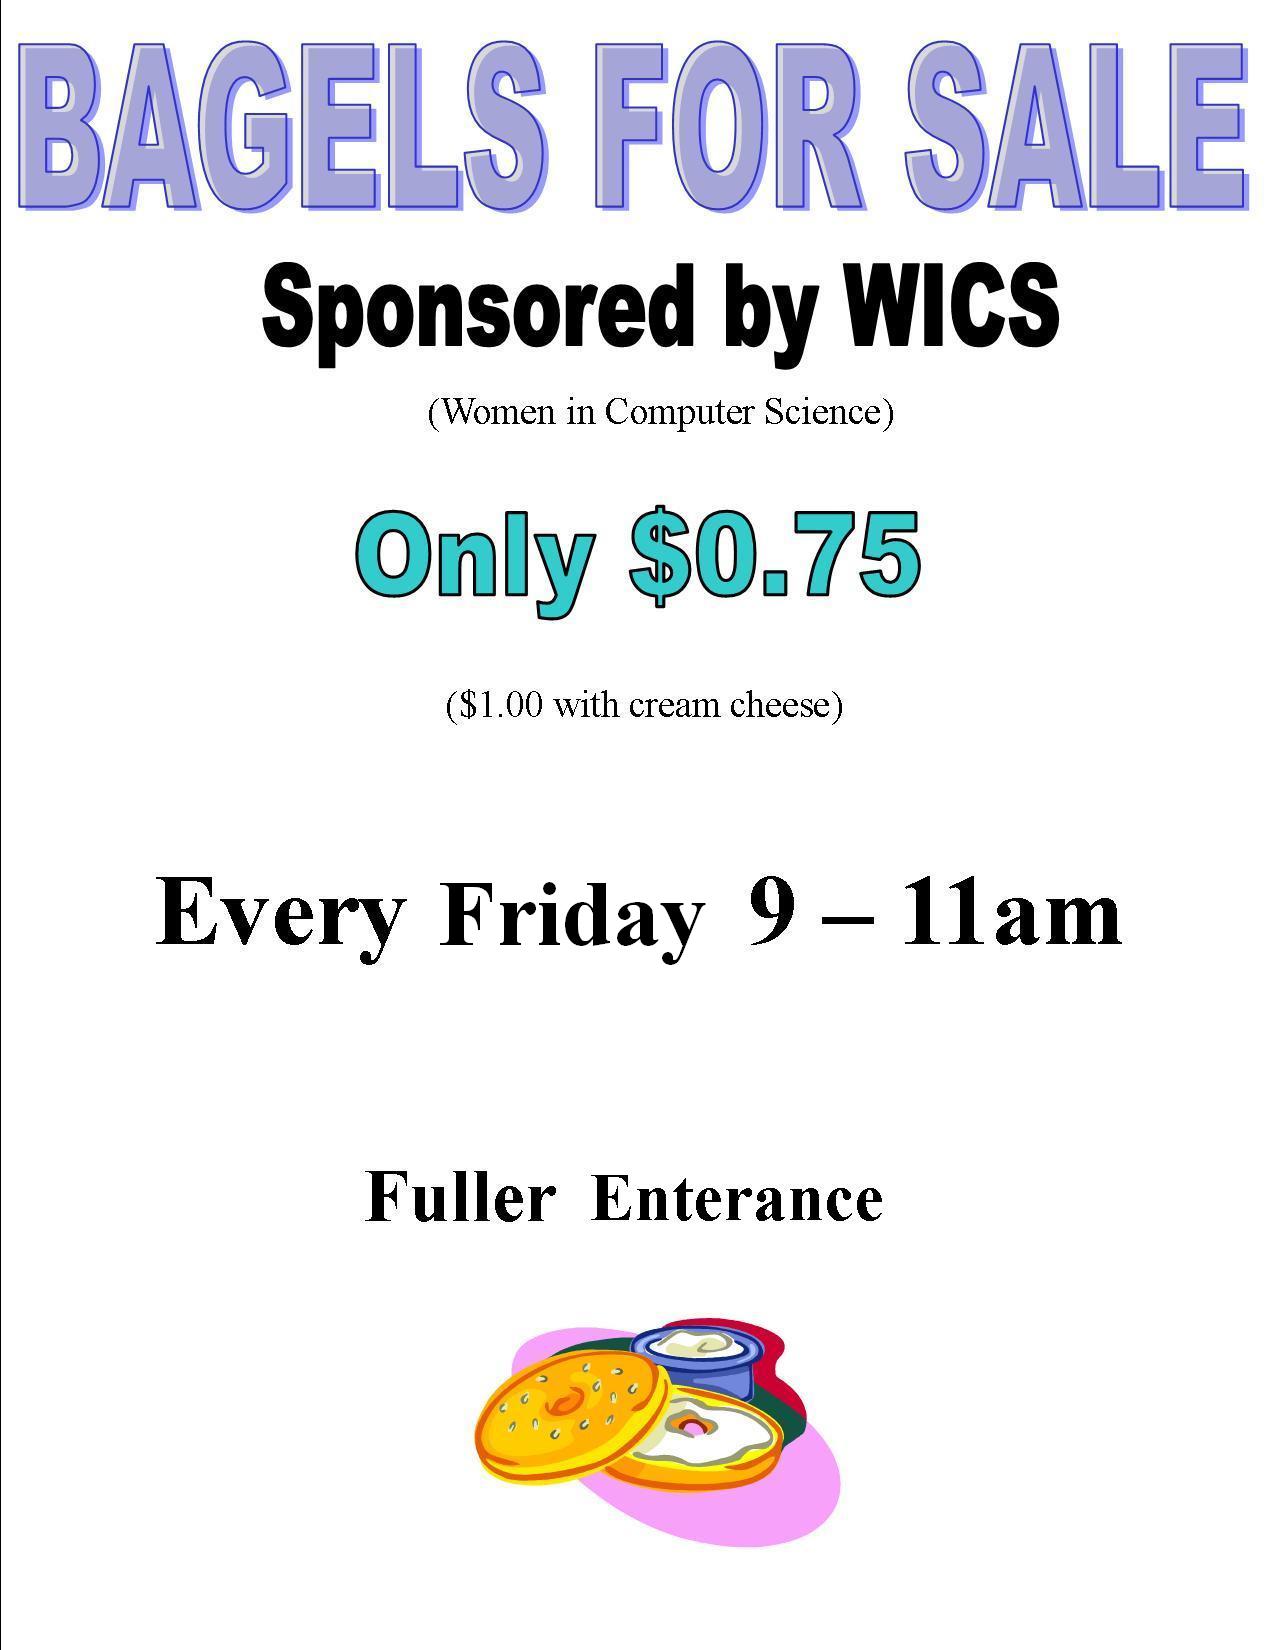 BAGELS FOR SALE
Sponsored by WICS
(Women in Computer Science)
Only $0.75
($1.00 with cream cheese)
Every Friday 9 – 11am
Fuller Enterance